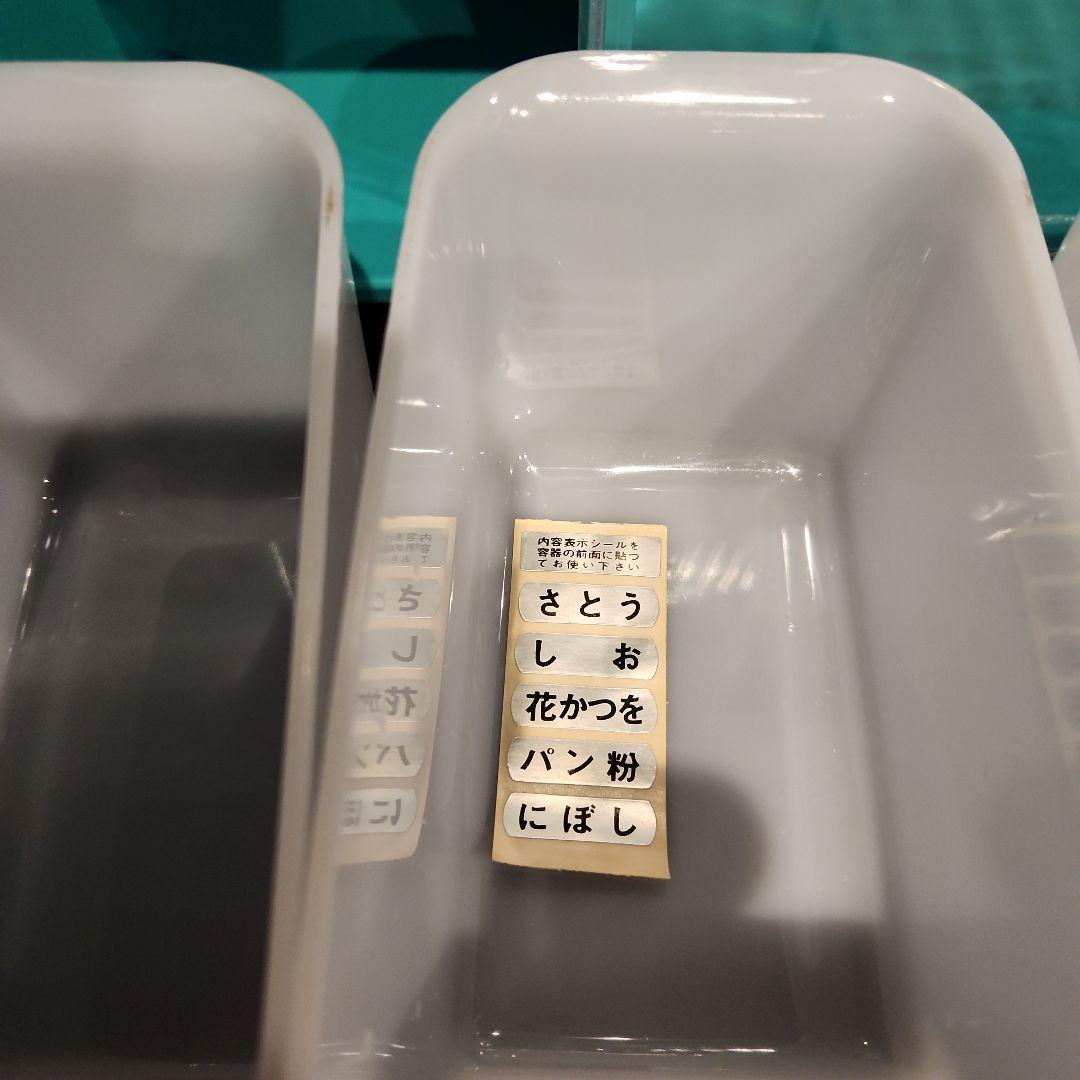 内容表示シールを
容器の前面に貼つ
てお使い下さい
さとう
しお
花かつを
パン粉
にぼし